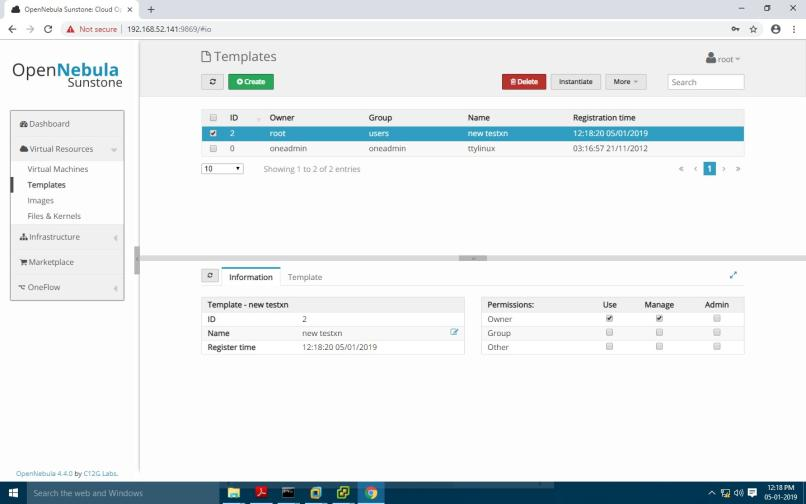 OpenNebula Sunstone: Cloud O
Not secure | 192.168.52.141:9869/#io
OpenNebula
Sunstone
Templates
root
Create
Delete
Instantiate
More
Search
Dashboard
Virtual Resources
Virtual Machines
Templates
Images
Files & Kernels
Infrastructure
Marketplace
OneFlow
ID Owner Group Name Registration time
2 root users new testxn 12:18:20 05/01/2019
0 oneadmin oneadmin ttylinux 03:16:57 21/11/2012
10 Showing 1 to 2 of 2 entries « ‹ 1 › »
Information Template
Template - new testxn
ID 2
Name new testxn
Register time 12:18:20 05/01/2019
Permissions: Use Manage Admin
Owner
Group
Other
OpenNebula 4.4.0 by C12G Labs.
Search the web and Windows
12:18 PM
05-01-2019